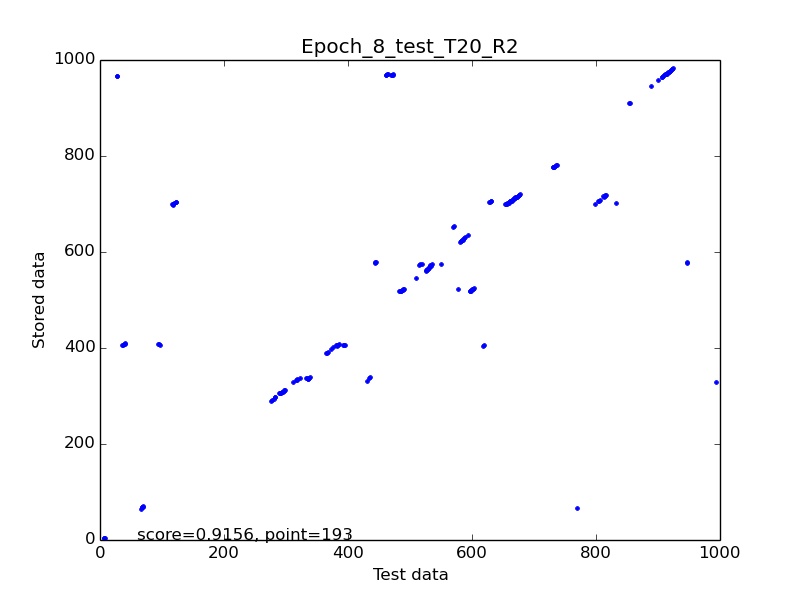 Epoch_8_test_T20_R2
1000
800
600
400
200
0
Stored data
score=0.9156, point=193
0 200 400 600 800 1000
Test data